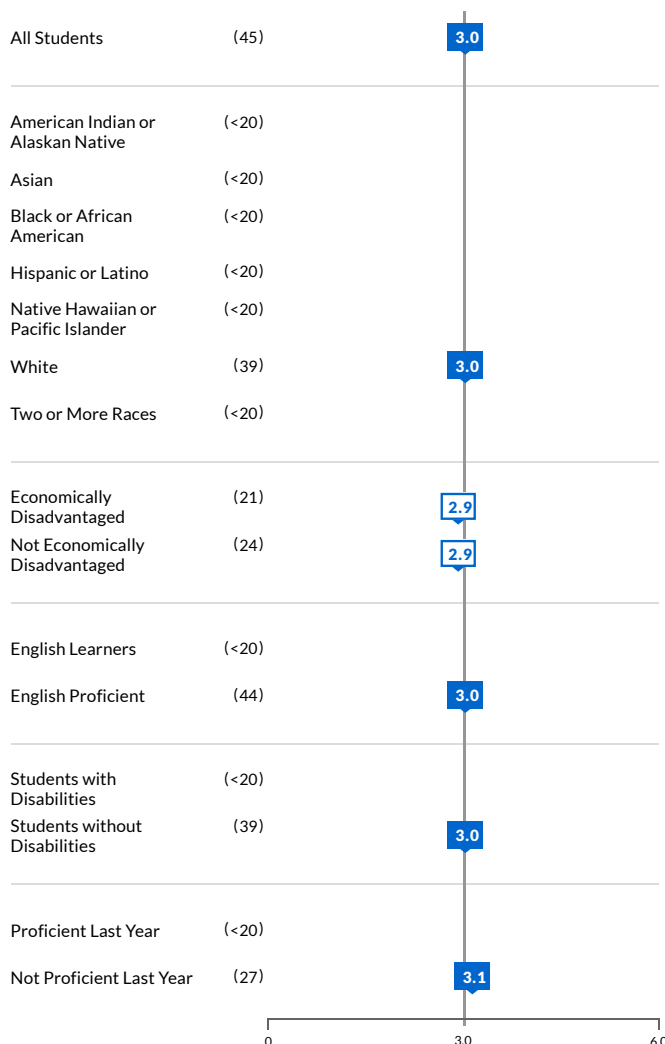 All Students (45) 3.0
American Indian or (<20)
Alaskan Native
Asian (<20)
Black or African (<20)
American
Hispanic or Latino (<20)
Native Hawaiian or (<20)
Pacific Islander
White (39) 3.0
Two or More Races (<20)
Economically (21) 2.9
Disadvantaged
Not Economically (24) 2.9
Disadvantaged
English Learners (<20)
English Proficient (44) 3.0
Students with (<20)
Disabilities
Students without (39) 3.0
Disabilities
Proficient Last Year (<20)
Not Proficient Last Year (27) 3.1
0 3.0 6.0